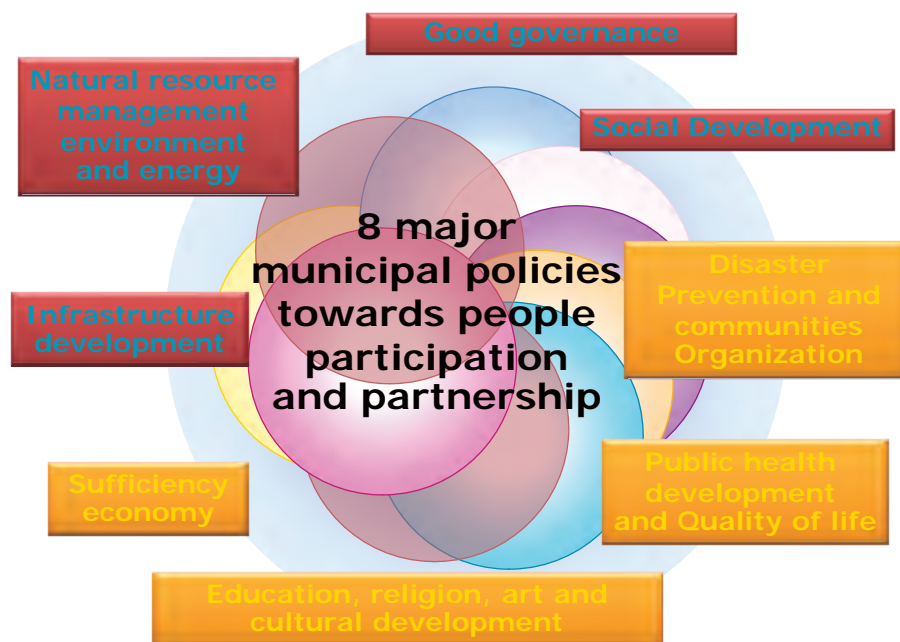 Good governance
Natural resource
management
environment
and energy
Social Development
8 major
municipal policies
towards people
participation
and partnership
Disaster
Prevention and
communities
Organization
Infrastructure
development
Public health
development
and Quality of life
Sufficiency
economy
Education, religion, art and
cultural development